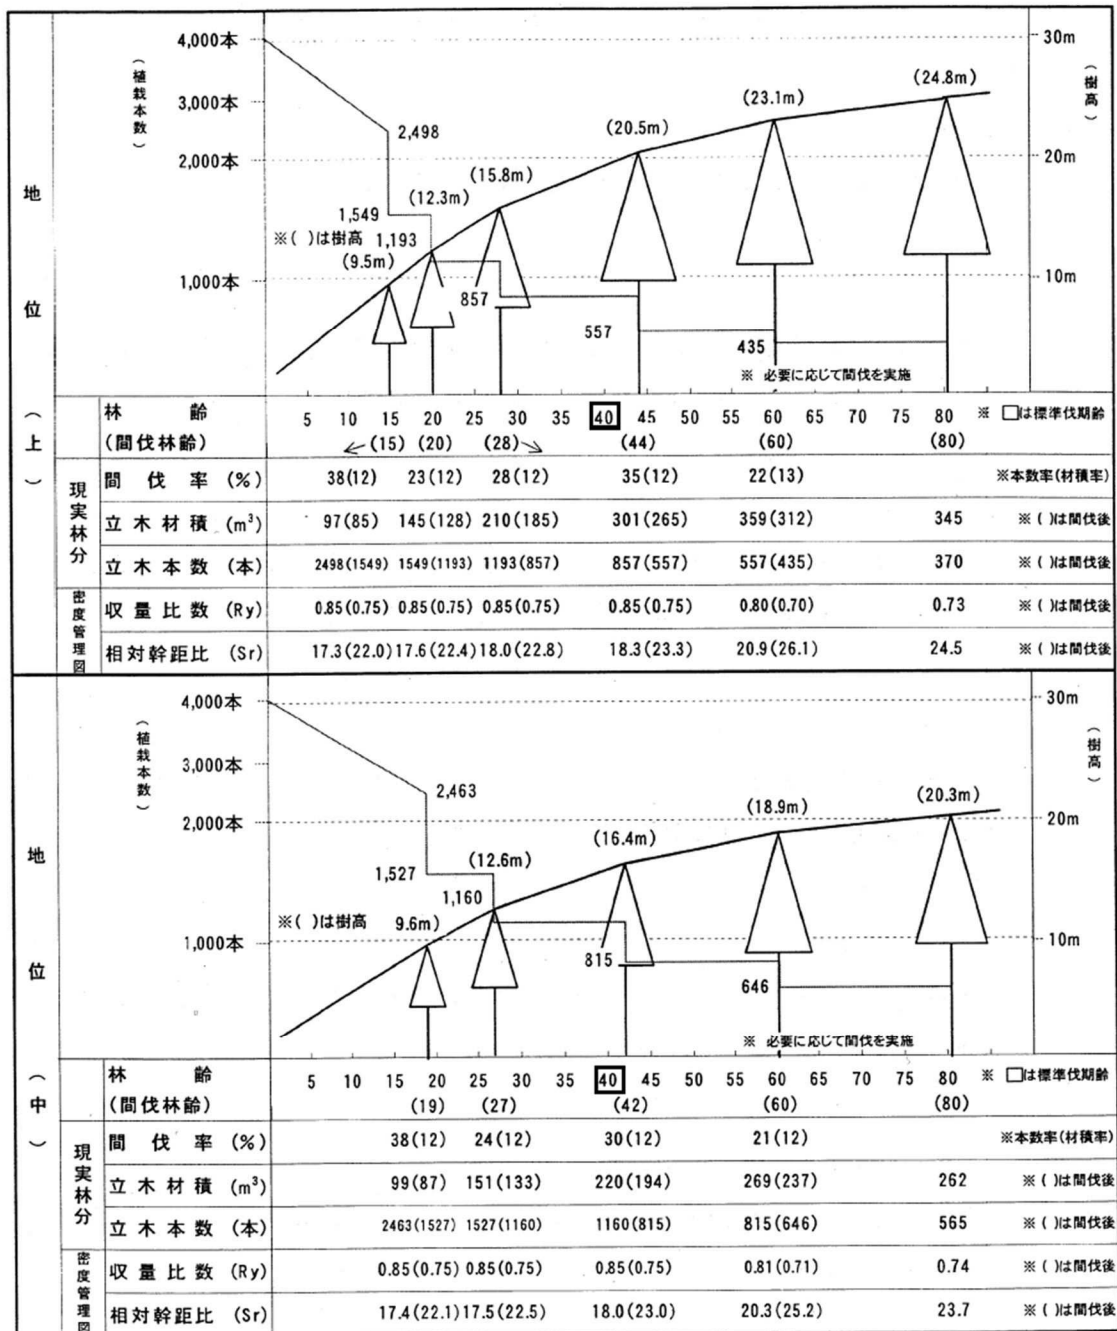 地位（上）
（植栽本数）
（樹高）
4,000本
3,000本
2,000本
1,000本
30m
20m
10m
2,498
1,549
※( )は樹高 1,193
(9.5m)
(12.3m)
(15.8m)
(20.5m)
(23.1m)
(24.8m)
857
557
435
※ 必要に応じて間伐を実施
林齢 5 10 15 20 25 30 35 40 45 50 55 60 65 70 75 80 ※ □は標準伐期齢
(間伐林齢) (15) (20) (28) (44) (60) (80)
現実林分
間伐率 (%) 38(12) 23(12) 28(12) 35(12) 22(13) ※本数率(材積率)
立木材積 (m³) 97(85) 145(128) 210(185) 301(265) 359(312) 345 ※ ( )は間伐後
立木本数 (本) 2498(1549) 1549(1193) 1193(857) 857(557) 557(435) 370 ※ ( )は間伐後
密度管理図
収量比数 (Ry) 0.85(0.75) 0.85(0.75) 0.85(0.75) 0.85(0.75) 0.80(0.70) 0.73 ※ ( )は間伐後
相対幹距比 (Sr) 17.3(22.0) 17.6(22.4) 18.0(22.8) 18.3(23.3) 20.9(26.1) 24.5 ※ ( )は間伐後
地位（中）
（植栽本数）
（樹高）
4,000本
3,000本
2,000本
1,000本
30m
20m
10m
2,463
1,527
1,160
※( )は樹高 9.6m)
(12.6m)
(16.4m)
(18.9m)
(20.3m)
815
646
※ 必要に応じて間伐を実施
林齢 5 10 15 20 25 30 35 40 45 50 55 60 65 70 75 80 ※ □は標準伐期齢
(間伐林齢) (19) (27) (42) (60) (80)
現実林分
間伐率 (%) 38(12) 24(12) 30(12) 21(12) ※本数率(材積率)
立木材積 (m³) 99(87) 151(133) 220(194) 269(237) 262 ※ ( )は間伐後
立木本数 (本) 2463(1527) 1527(1160) 1160(815) 815(646) 565 ※ ( )は間伐後
密度管理図
収量比数 (Ry) 0.85(0.75) 0.85(0.75) 0.85(0.75) 0.81(0.71) 0.74 ※ ( )は間伐後
相対幹距比 (Sr) 17.4(22.1) 17.5(22.5) 18.0(23.0) 20.3(25.2) 23.7 ※ ( )は間伐後